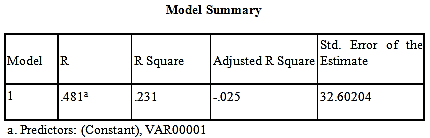 Model Summary
Model R R Square Adjusted R Square Std. Error of the Estimate
1 .481a .231 -.025 32.60204
a. Predictors: (Constant), VAR00001